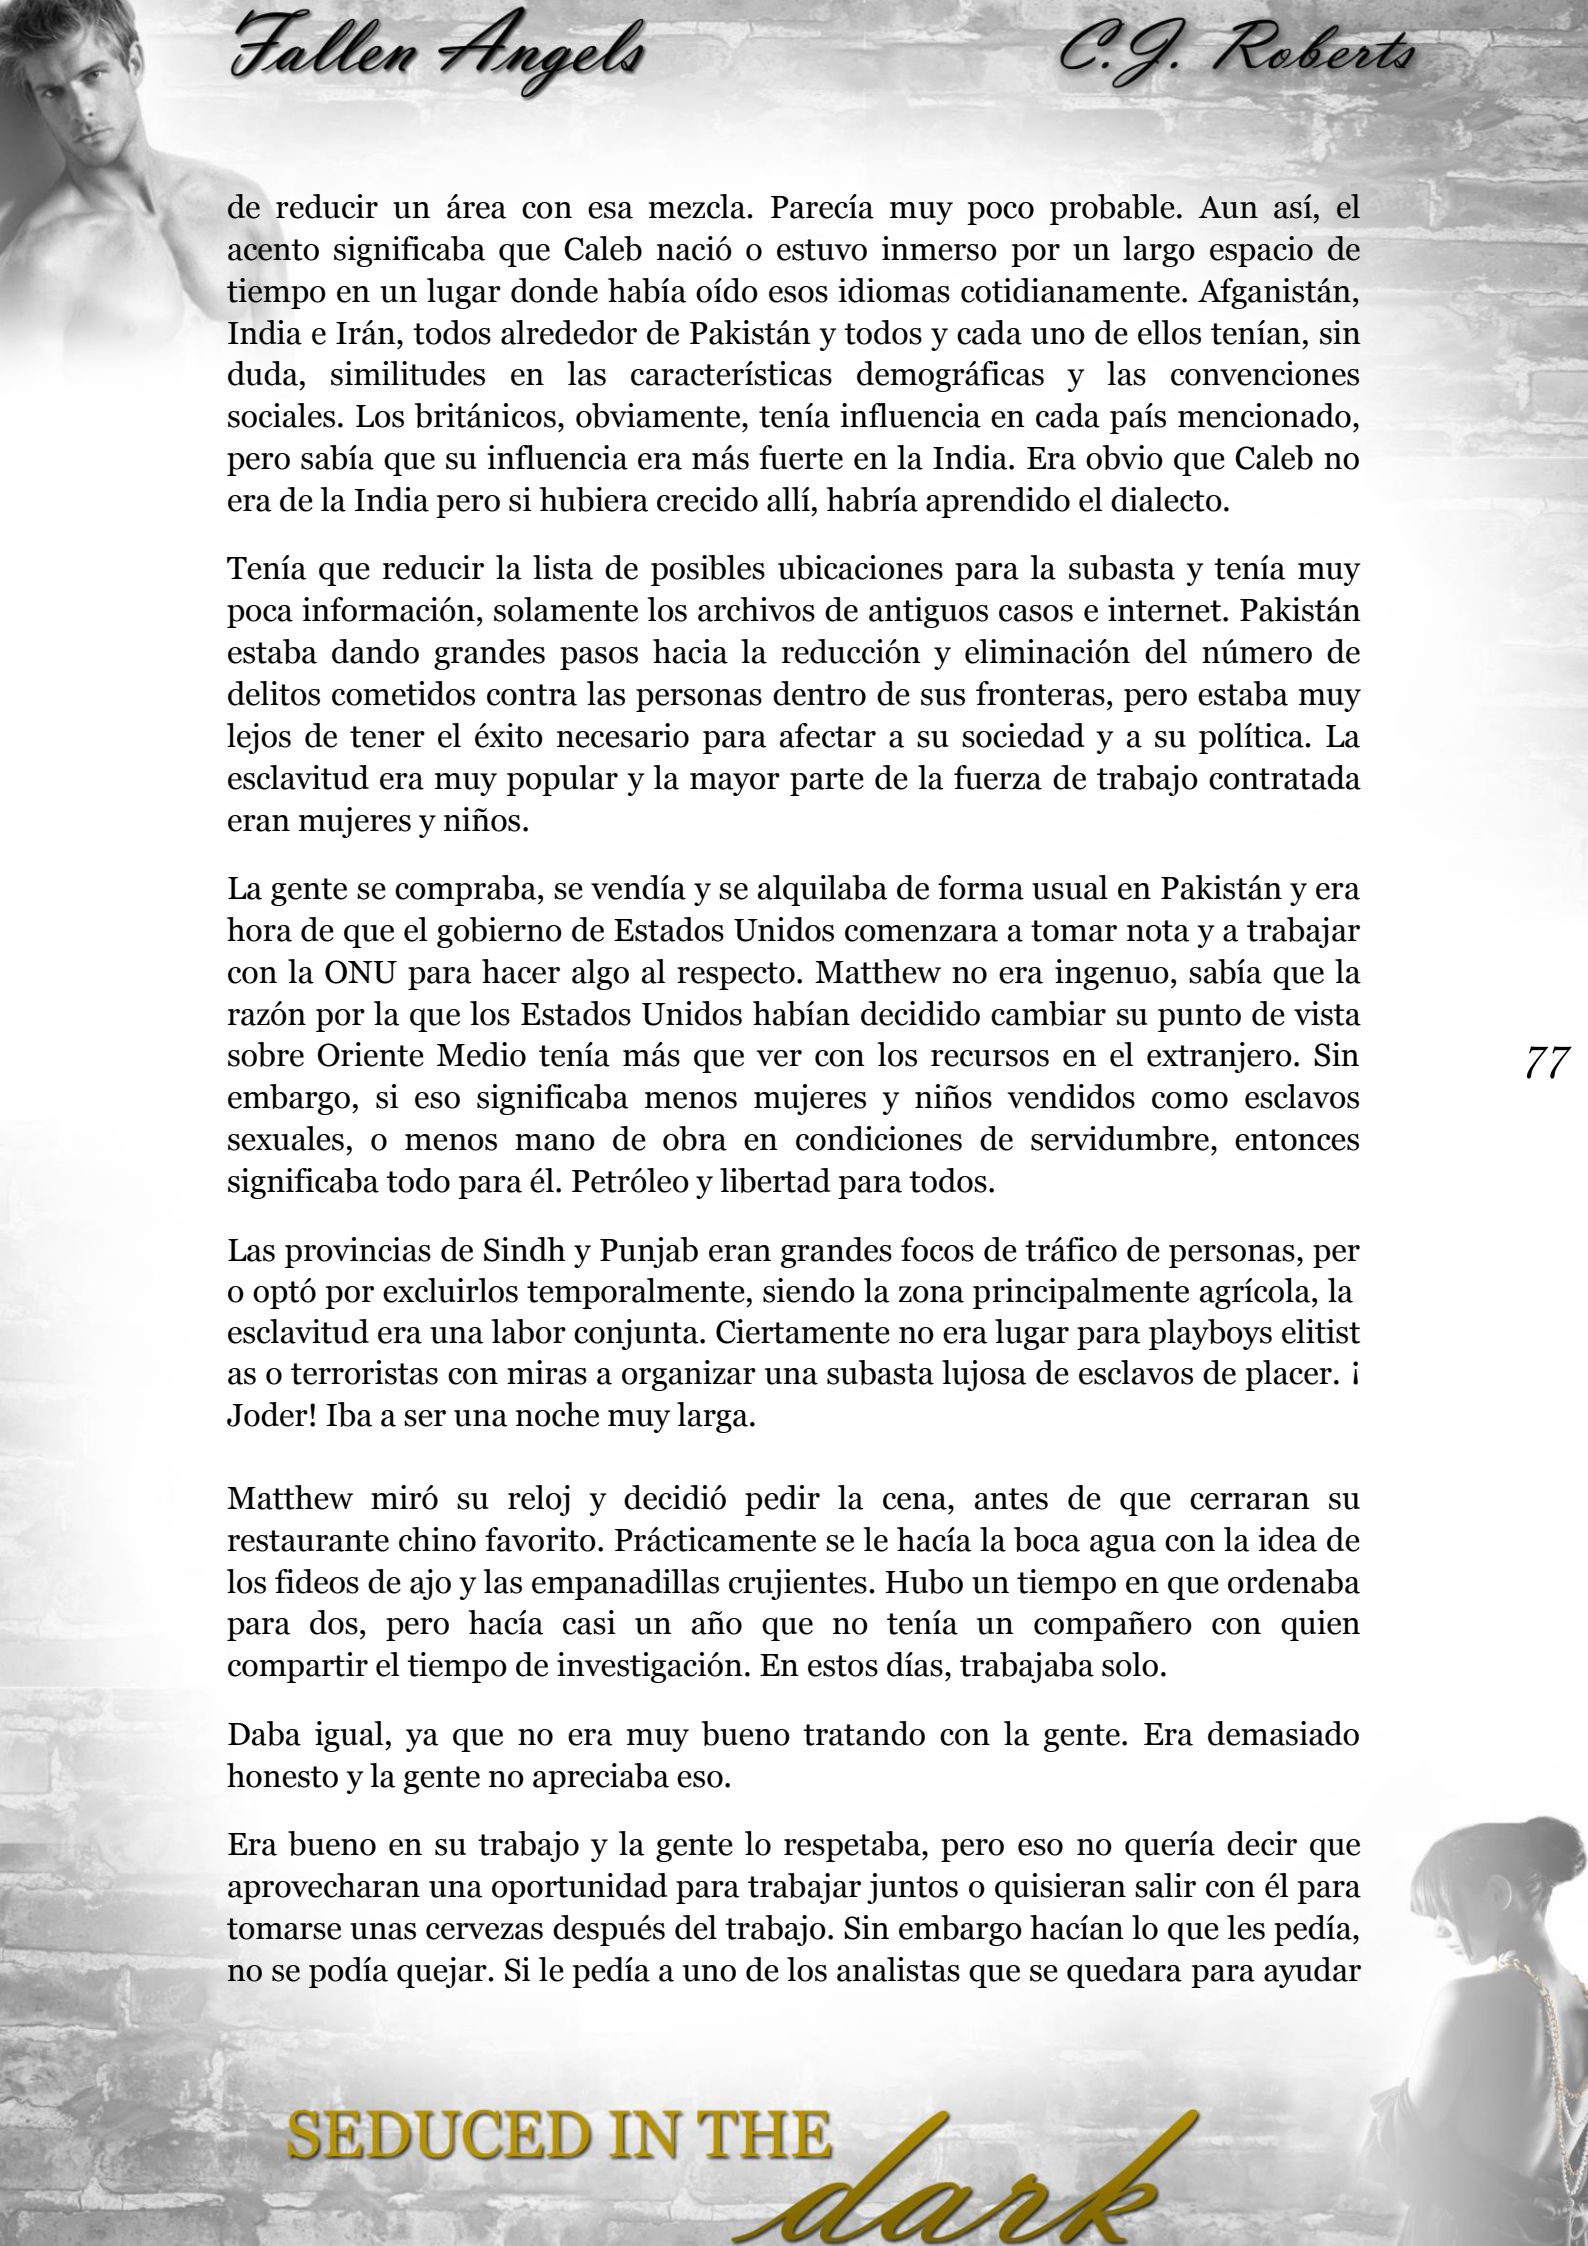 Fallen Angels
C.J. Roberts
de reducir un área con esa mezcla. Parecía muy poco probable. Aun así, el
acento significaba que Caleb nació o estuvo inmerso por un largo espacio de
tiempo en un lugar donde había oído esos idiomas cotidianamente. Afganistán,
India e Irán, todos alrededor de Pakistán y todos y cada uno de ellos tenían, sin
duda, similitudes en las características demográficas y las convenciones
sociales. Los británicos, obviamente, tenía influencia en cada país mencionado,
pero sabía que su influencia era más fuerte en la India. Era obvio que Caleb no
era de la India pero si hubiera crecido allí, habría aprendido el dialecto.
Tenía que reducir la lista de posibles ubicaciones para la subasta y tenía muy
poca información, solamente los archivos de antiguos casos e internet. Pakistán
estaba dando grandes pasos hacia la reducción y eliminación del número de
delitos cometidos contra las personas dentro de sus fronteras, pero estaba muy
lejos de tener el éxito necesario para afectar a su sociedad y a su política. La
esclavitud era muy popular y la mayor parte de la fuerza de trabajo contratada
eran mujeres y niños.
La gente se compraba, se vendía y se alquilaba de forma usual en Pakistán y era
hora de que el gobierno de Estados Unidos comenzara a tomar nota y a trabajar
con la ONU para hacer algo al respecto. Matthew no era ingenuo, sabía que la
razón por la que los Estados Unidos habían decidido cambiar su punto de vista
sobre Oriente Medio tenía más que ver con los recursos en el extranjero. Sin
embargo, si eso significaba menos mujeres y niños vendidos como esclavos
sexuales, o menos mano de obra en condiciones de servidumbre, entonces
significaba todo para él. Petróleo y libertad para todos.
77
Las provincias de Sindh y Punjab eran grandes focos de tráfico de personas, per
o optó por excluirlos temporalmente, siendo la zona principalmente agrícola, la
esclavitud era una labor conjunta. Ciertamente no era lugar para playboys elitist
as o terroristas con miras a organizar una subasta lujosa de esclavos de placer. ¡
Joder! Iba a ser una noche muy larga.
Matthew miró su reloj y decidió pedir la cena, antes de que cerraran su
restaurante chino favorito. Prácticamente se le hacía la boca agua con la idea de
los fideos de ajo y las empanadillas crujientes. Hubo un tiempo en que ordenaba
para dos, pero hacía casi un año que no tenía un compañero con quien
compartir el tiempo de investigación. En estos días, trabajaba solo.
Daba igual, ya que no era muy bueno tratando con la gente. Era demasiado
honesto y la gente no apreciaba eso.
Era bueno en su trabajo y la gente lo respetaba, pero eso no quería decir que
aprovecharan una oportunidad para trabajar juntos o quisieran salir con él para
tomarse unas cervezas después del trabajo. Sin embargo hacían lo que les pedía,
no se podía quejar. Si le pedía a uno de los analistas que se quedara para ayudar
SEDUCED IN THE
dark